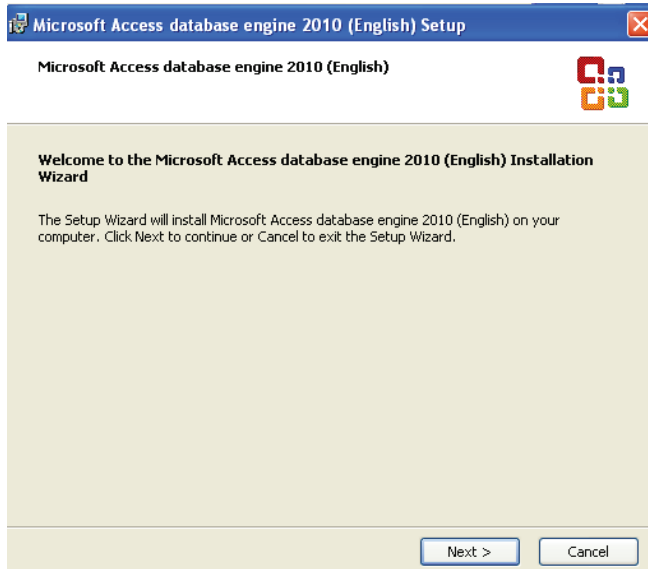 Microsoft Access database engine 2010 (English) Setup
Microsoft Access database engine 2010 (English)
Welcome to the Microsoft Access database engine 2010 (English) Installation
Wizard
The Setup Wizard will install Microsoft Access database engine 2010 (English) on your
computer. Click Next to continue or Cancel to exit the Setup Wizard.
Next >
Cancel